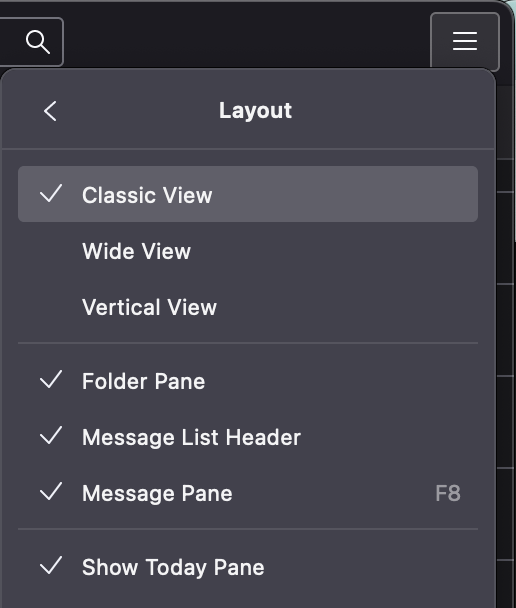 Layout
Classic View
Wide View
Vertical View
Folder Pane
Message List Header
Message Pane F8
Show Today Pane